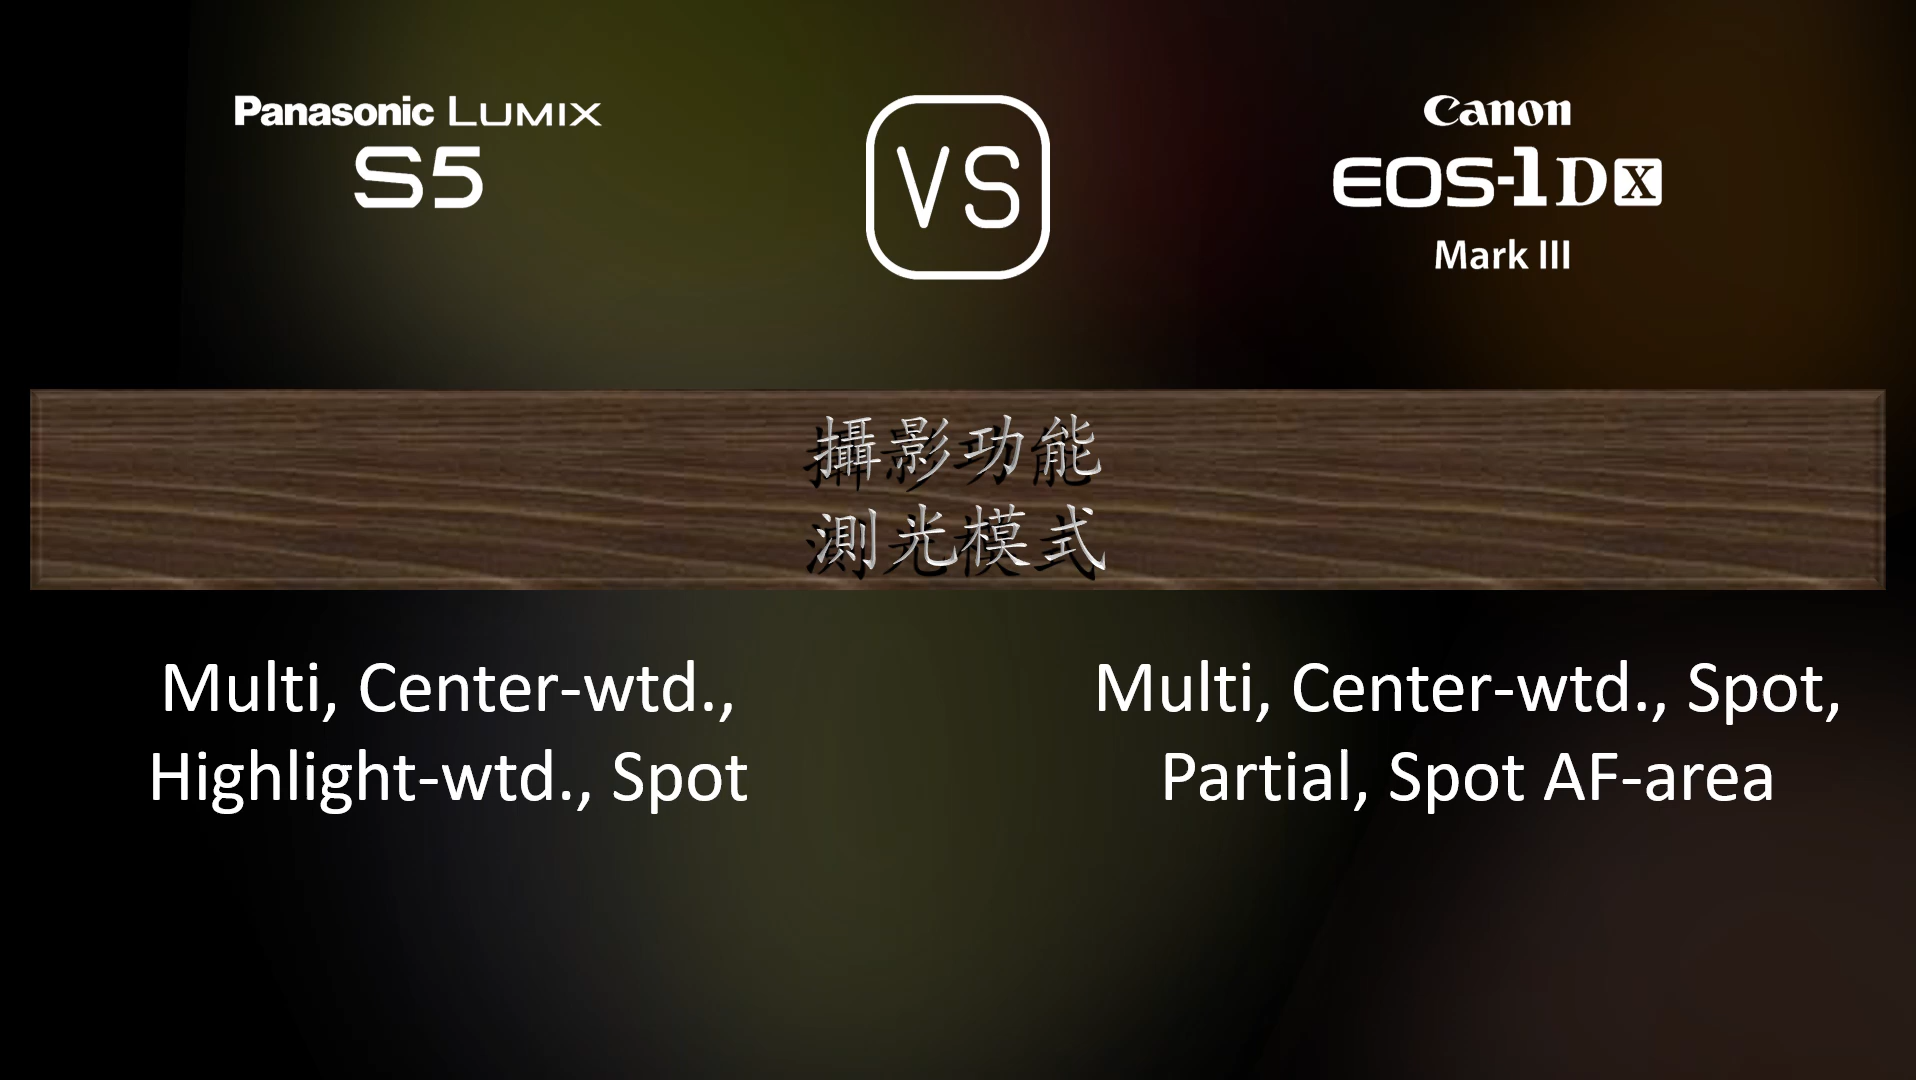 Panasonic LUMIX
S5
VS
Canon
EOS-1DX
Mark III
攝影功能
測光模式
Multi, Center-wtd.,
Highlight-wtd., Spot
Multi, Center-wtd., Spot,
Partial, Spot AF-area